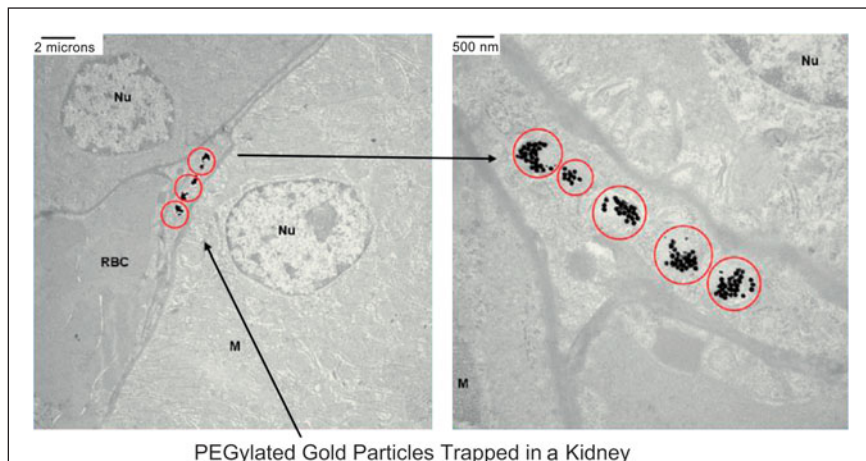 2 microns
500 nm
Nu
Nu
Nu
RBC
M
M
PEGylated Gold Particles Trapped in a Kidney